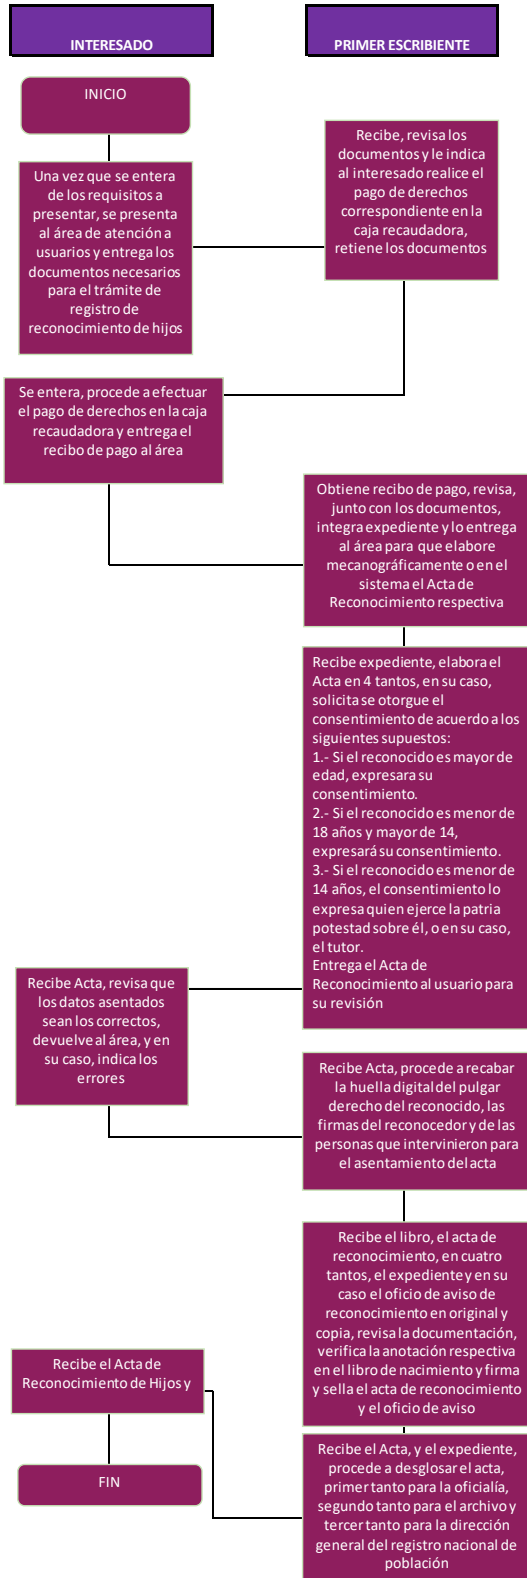 INTERESADO
PRIMER ESCRIBIENTE
INICIO
Una vez que se entera
de los requisitos a
presentar, se presenta
al área de atención a
usuarios y entrega los
documentos necesarios
para el trámite de
registro de
reconocimiento de hijos
Recibe, revisa los
documentos y le indica
al interesado realice el
pago de derechos
correspondiente en la
caja recaudadora,
retiene los documentos
Se entera, procede a efectuar
el pago de derechos en la caja
recaudadora y entrega el
recibo de pago al área
Obtiene recibo de pago, revisa,
junto con los documentos,
integra expediente y lo entrega
al área para que elabore
mecanográficamente o en el
sistema el Acta de
Reconocimiento respectiva
Recibe expediente, elabora el
Acta en 4 tantos, en su caso,
solicita se otorgue el
consentimiento de acuerdo a los
siguientes supuestos:
1.- Si el reconocido es mayor de
edad, expresara su
consentimiento.
2.- Si el reconocido es menor de
18 años y mayor de 14,
expresará su consentimiento.
3.- Si el reconocido es menor de
14 años, el consentimiento lo
expresa quien ejerce la patria
potestad sobre él, o en su caso,
el tutor.
Entrega el Acta de
Reconocimiento al usuario para
su revisión
Recibe Acta, revisa que
los datos asentados
sean los correctos,
devuelve al área, y en
su caso, indica los
errores
Recibe Acta, procede a recabar
la huella digital del pulgar
derecho del reconocido, las
firmas del reconocedor y de las
personas que intervinieron para
el asentamiento del acta
Recibe el libro, el acta de
reconocimiento, en cuatro
tantos, el expediente y en su
caso el oficio de aviso de
reconocimiento en original y
copia, revisa la documentación,
verifica la anotación respectiva
en el libro de nacimiento y firma
y sella el acta de reconocimiento
y el oficio de aviso
Recibe el Acta de
Reconocimiento de Hijos y
Recibe el Acta, y el expediente,
procede a desglosar el acta,
primer tanto para la oficialía,
segundo tanto para el archivo y
tercer tanto para la dirección
general del registro nacional de
población
FIN